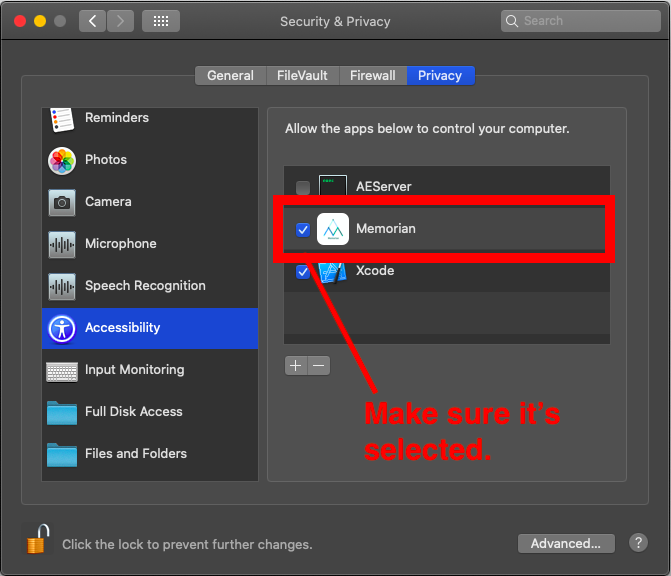 Security & Privacy
Search
General
FileVault
Firewall
Privacy
Reminders
Photos
Camera
Microphone
Speech Recognition
Accessibility
Input Monitoring
Full Disk Access
Files and Folders
Allow the apps below to control your computer.
AEServer
Memorian
Xcode
Make sure it's
selected.
Click the lock to prevent further changes.
Advanced...
?